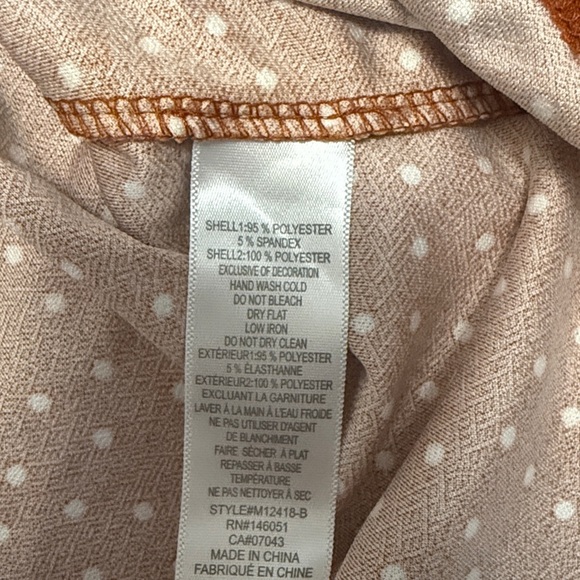 SHELL1:95 % POLYESTER
5 % SPANDEX
SHELL2:100 % POLYESTER
EXCLUSIVE OF DECORATION
HAND WASH COLD
DO NOT BLEACH
DRY FLAT
LOW IRON
DO NOT DRY CLEAN
EXTÉRIEUR1:95 % POLYESTER
5 % ÉLASTHANNE
EXTÉRIEUR2:100 % POLYESTER
EXCLUANT LA GARNITURE
LAVER À LA MAIN À L'EAU FROIDE
NE PAS UTILISER D'AGENT
DE BLANCHIMENT
FAIRE SÉCHER À PLAT
REPASSER À BASSE
TEMPÉRATURE
NE PAS NETTOYER À SEC
STYLE#M12418-B
RN#146051
CA#07043
MADE IN CHINA
FABRIQUÉ EN CHINE